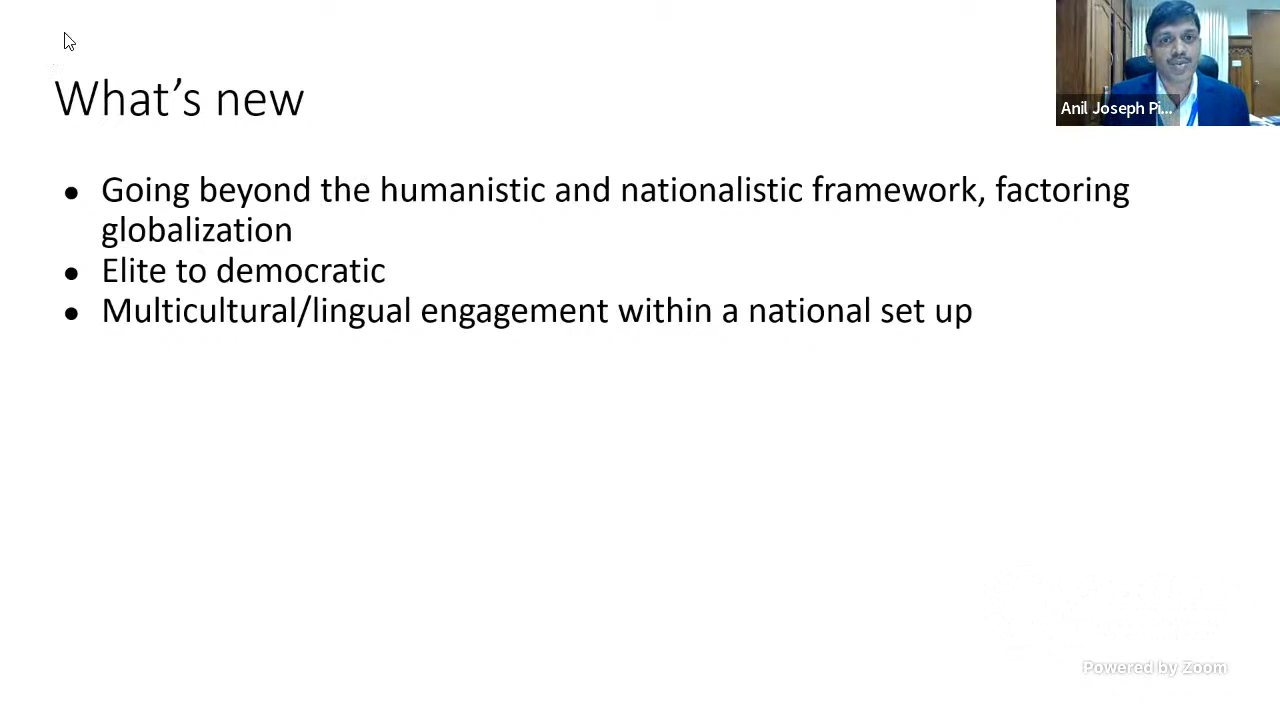 What's new
Anil Joseph Pi...
● Going beyond the humanistic and nationalistic framework, factoring
globalization
● Elite to democratic
● Multicultural/lingual engagement within a national set up
Powered by Zoom